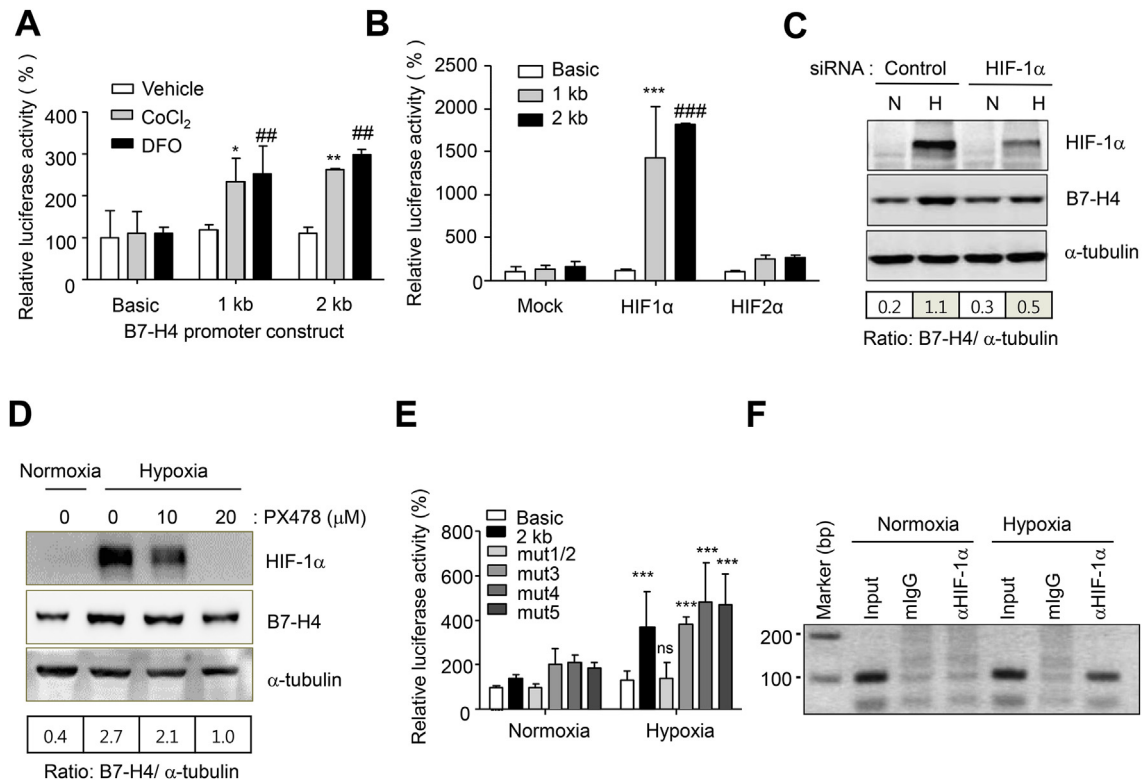 A
Relative luciferase activity ( % )
Vehicle
CoCl₂
DFO
400
300
200
100
0
*
##
**
##
Basic
1 kb
2 kb
B7-H4 promoter construct
B
Relative luciferase activity ( % )
Basic
1 kb
2 kb
2500
2000
1500
1000
500
0
***
###
Mock
HIF1α
HIF2α
C
siRNA : Control HIF-1α
N H N H
HIF-1α
B7-H4
α-tubulin
0.2 1.1 0.3 0.5
Ratio: B7-H4/ α-tubulin
D
Normoxia Hypoxia
0 0 10 20 : PX478 (μM)
HIF-1α
B7-H4
α-tubulin
0.4 2.7 2.1 1.0
Ratio: B7-H4/ α-tubulin
E
Relative luciferase activity (%)
Basic
2 kb
mut1/2
mut3
mut4
mut5
800
600
400
200
0
***
ns
***
***
***
Normoxia
Hypoxia
F
Marker (bp)
Normoxia
Hypoxia
Input
mIgG
αHIF-1α
Input
mIgG
αHIF-1α
200
100